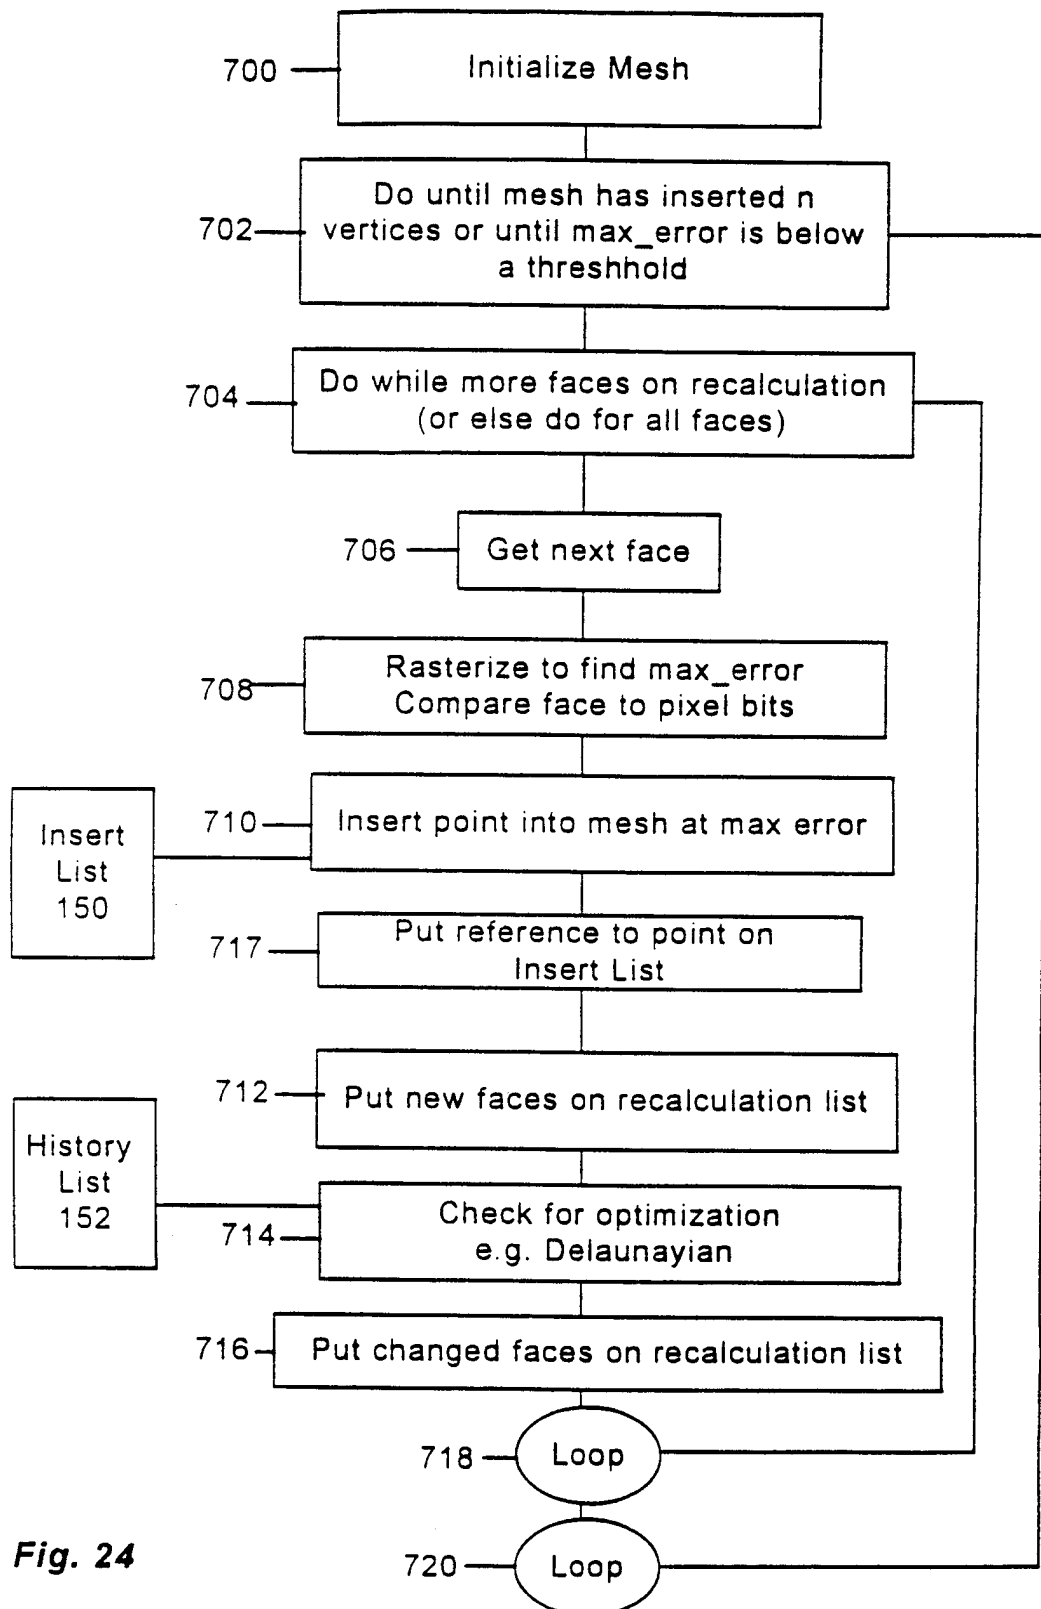 700
Initialize Mesh
702
Do until mesh has inserted n
vertices or until max_error is below
a threshhold
704
Do while more faces on recalculation
(or else do for all faces)
706
Get next face
708
Rasterize to find max_error
Compare face to pixel bits
Insert
List
150
710
Insert point into mesh at max error
717
Put reference to point on
Insert List
712
Put new faces on recalculation list
History
List
152
714
Check for optimization
e.g. Delaunayian
716
Put changed faces on recalculation list
718
Loop
Fig. 24
720
Loop